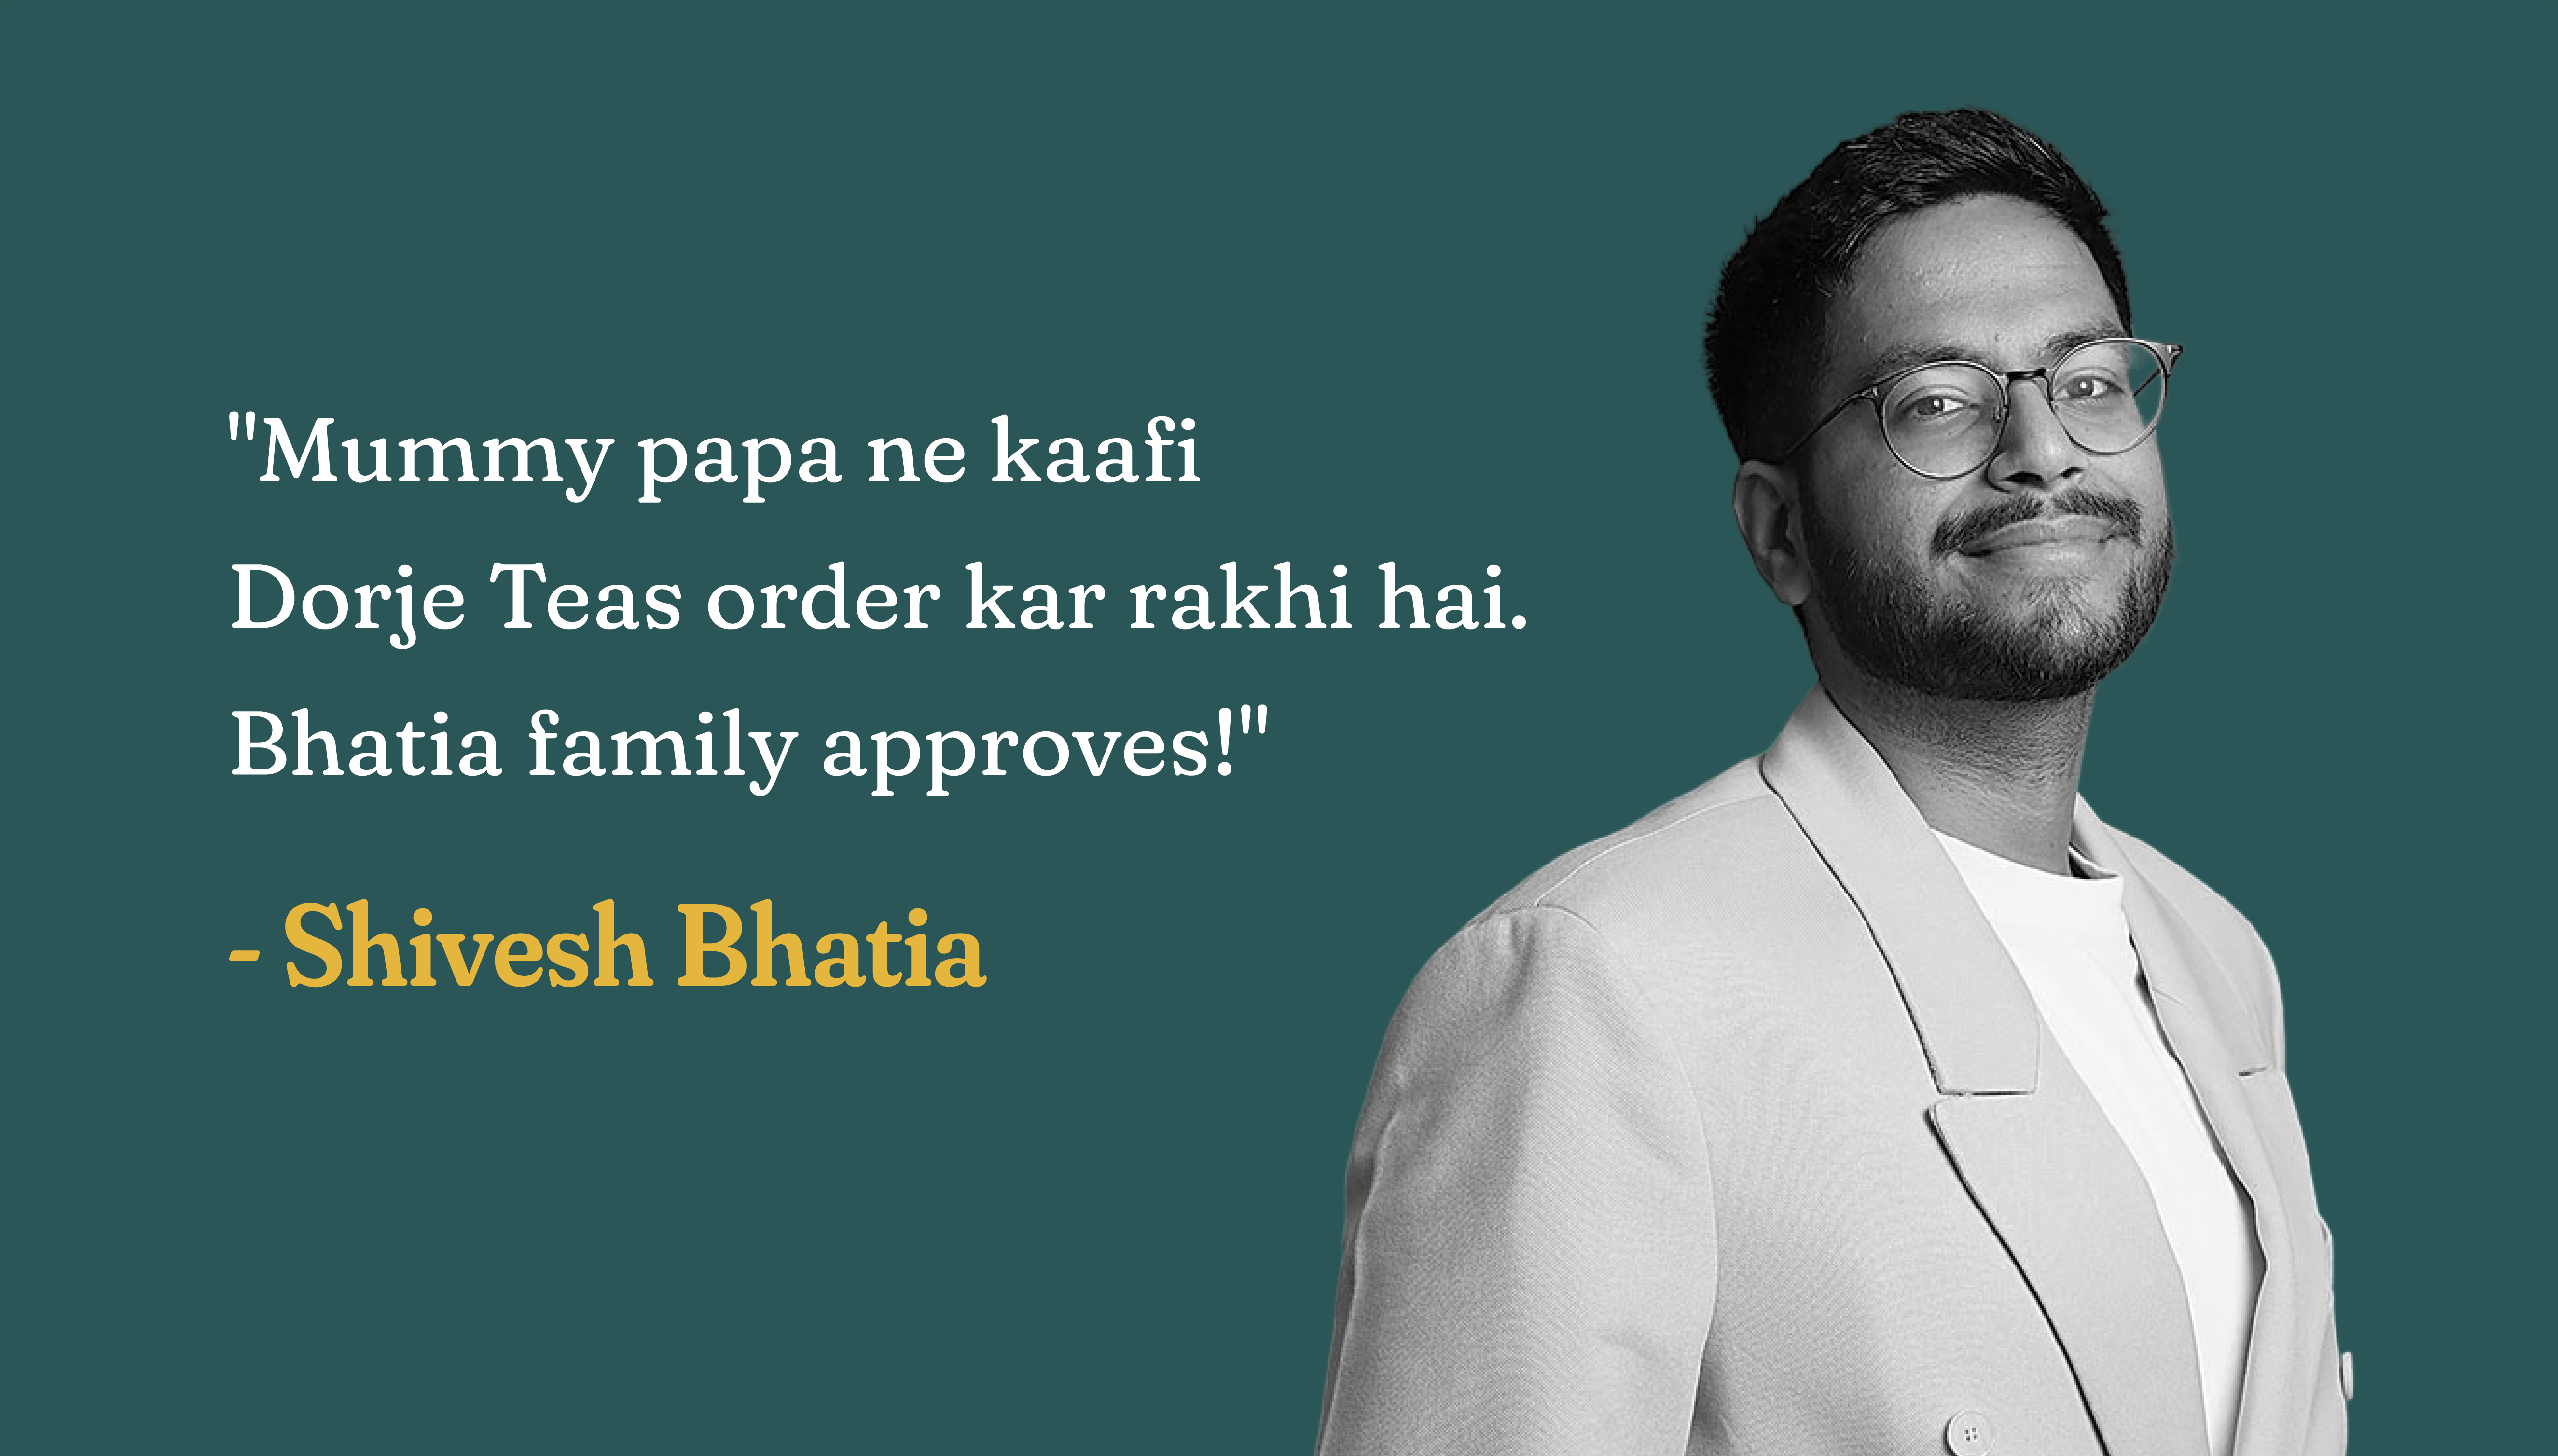 "Mummy papa ne kaafi
Dorje Teas order kar rakhi hai.
Bhatia family approves!"
- Shivesh Bhatia